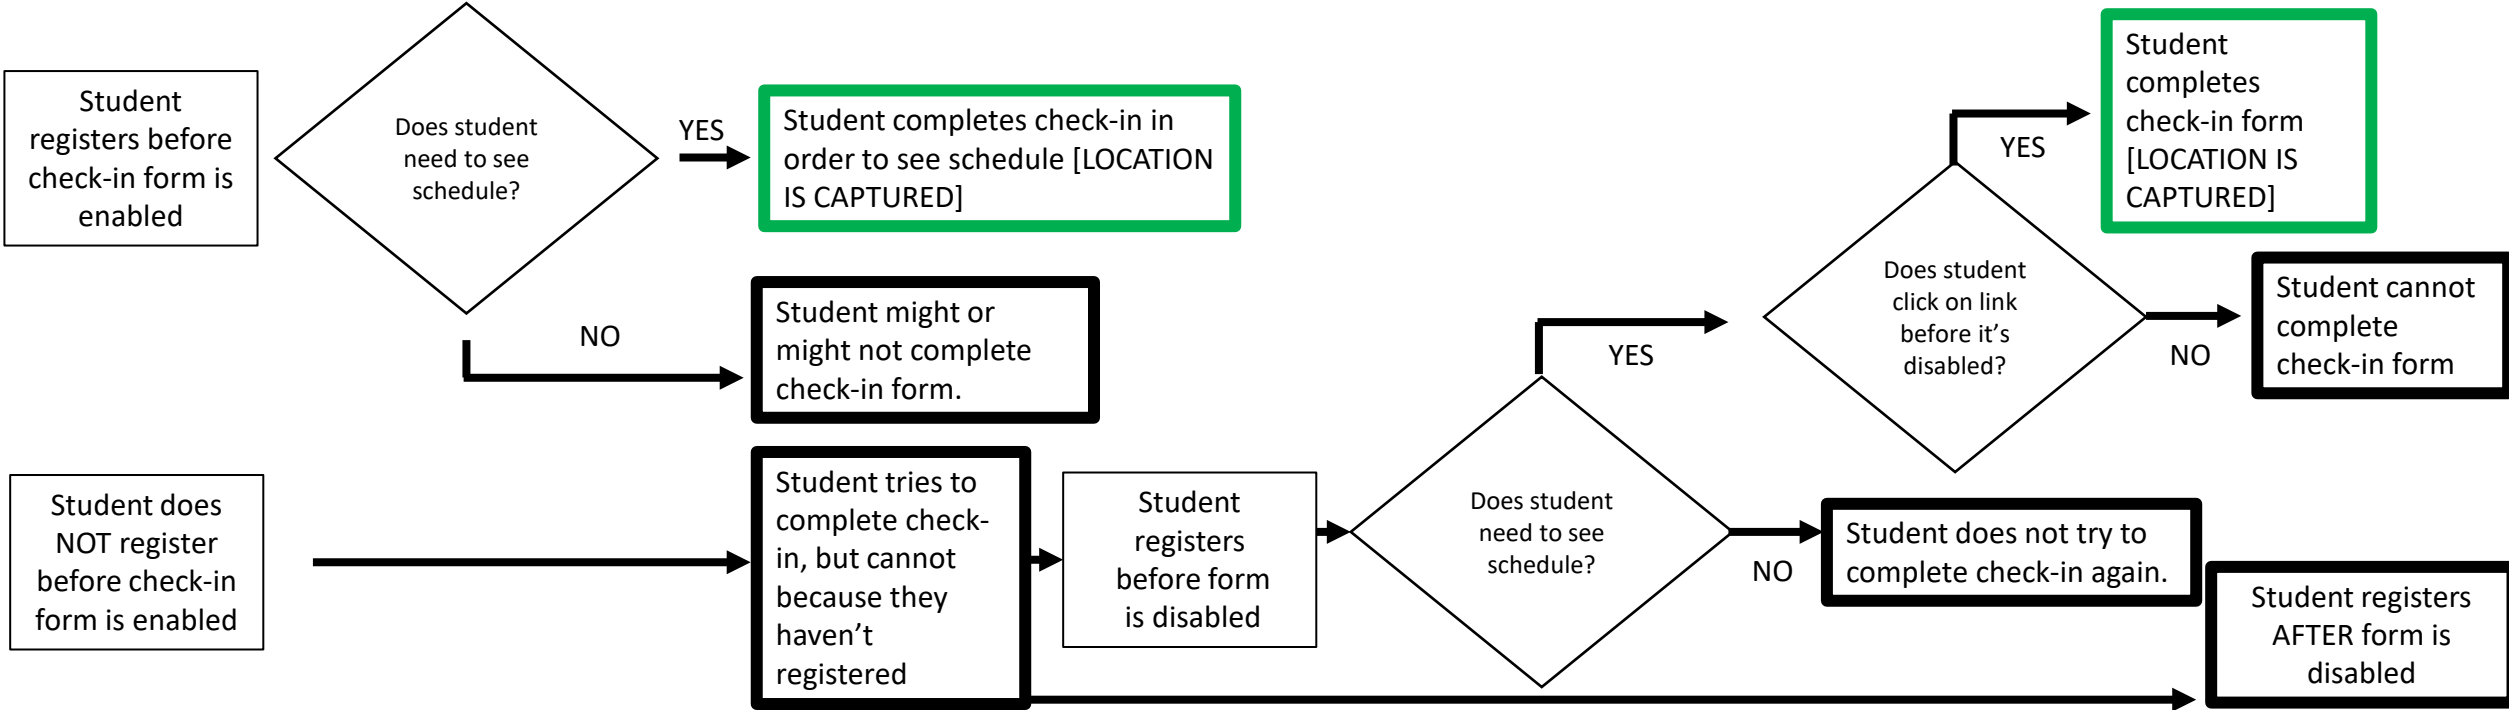 Student
registers before
check-in form is
enabled
Does student
need to see
schedule?
YES
Student completes check-in in
order to see schedule [LOCATION
IS CAPTURED]
NO
Student might or
might not complete
check-in form.
Student does
NOT register
before check-in
form is enabled
Student tries to
complete check-
in, but cannot
because they
haven’t
registered
Student
registers
before form
is disabled
Does student
need to see
schedule?
YES
Does student
click on link
before it’s
disabled?
YES
Student
completes
check-in form
[LOCATION IS
CAPTURED]
NO
Student cannot
complete
check-in form
NO
Student does not try to
complete check-in again.
Student registers
AFTER form is
disabled